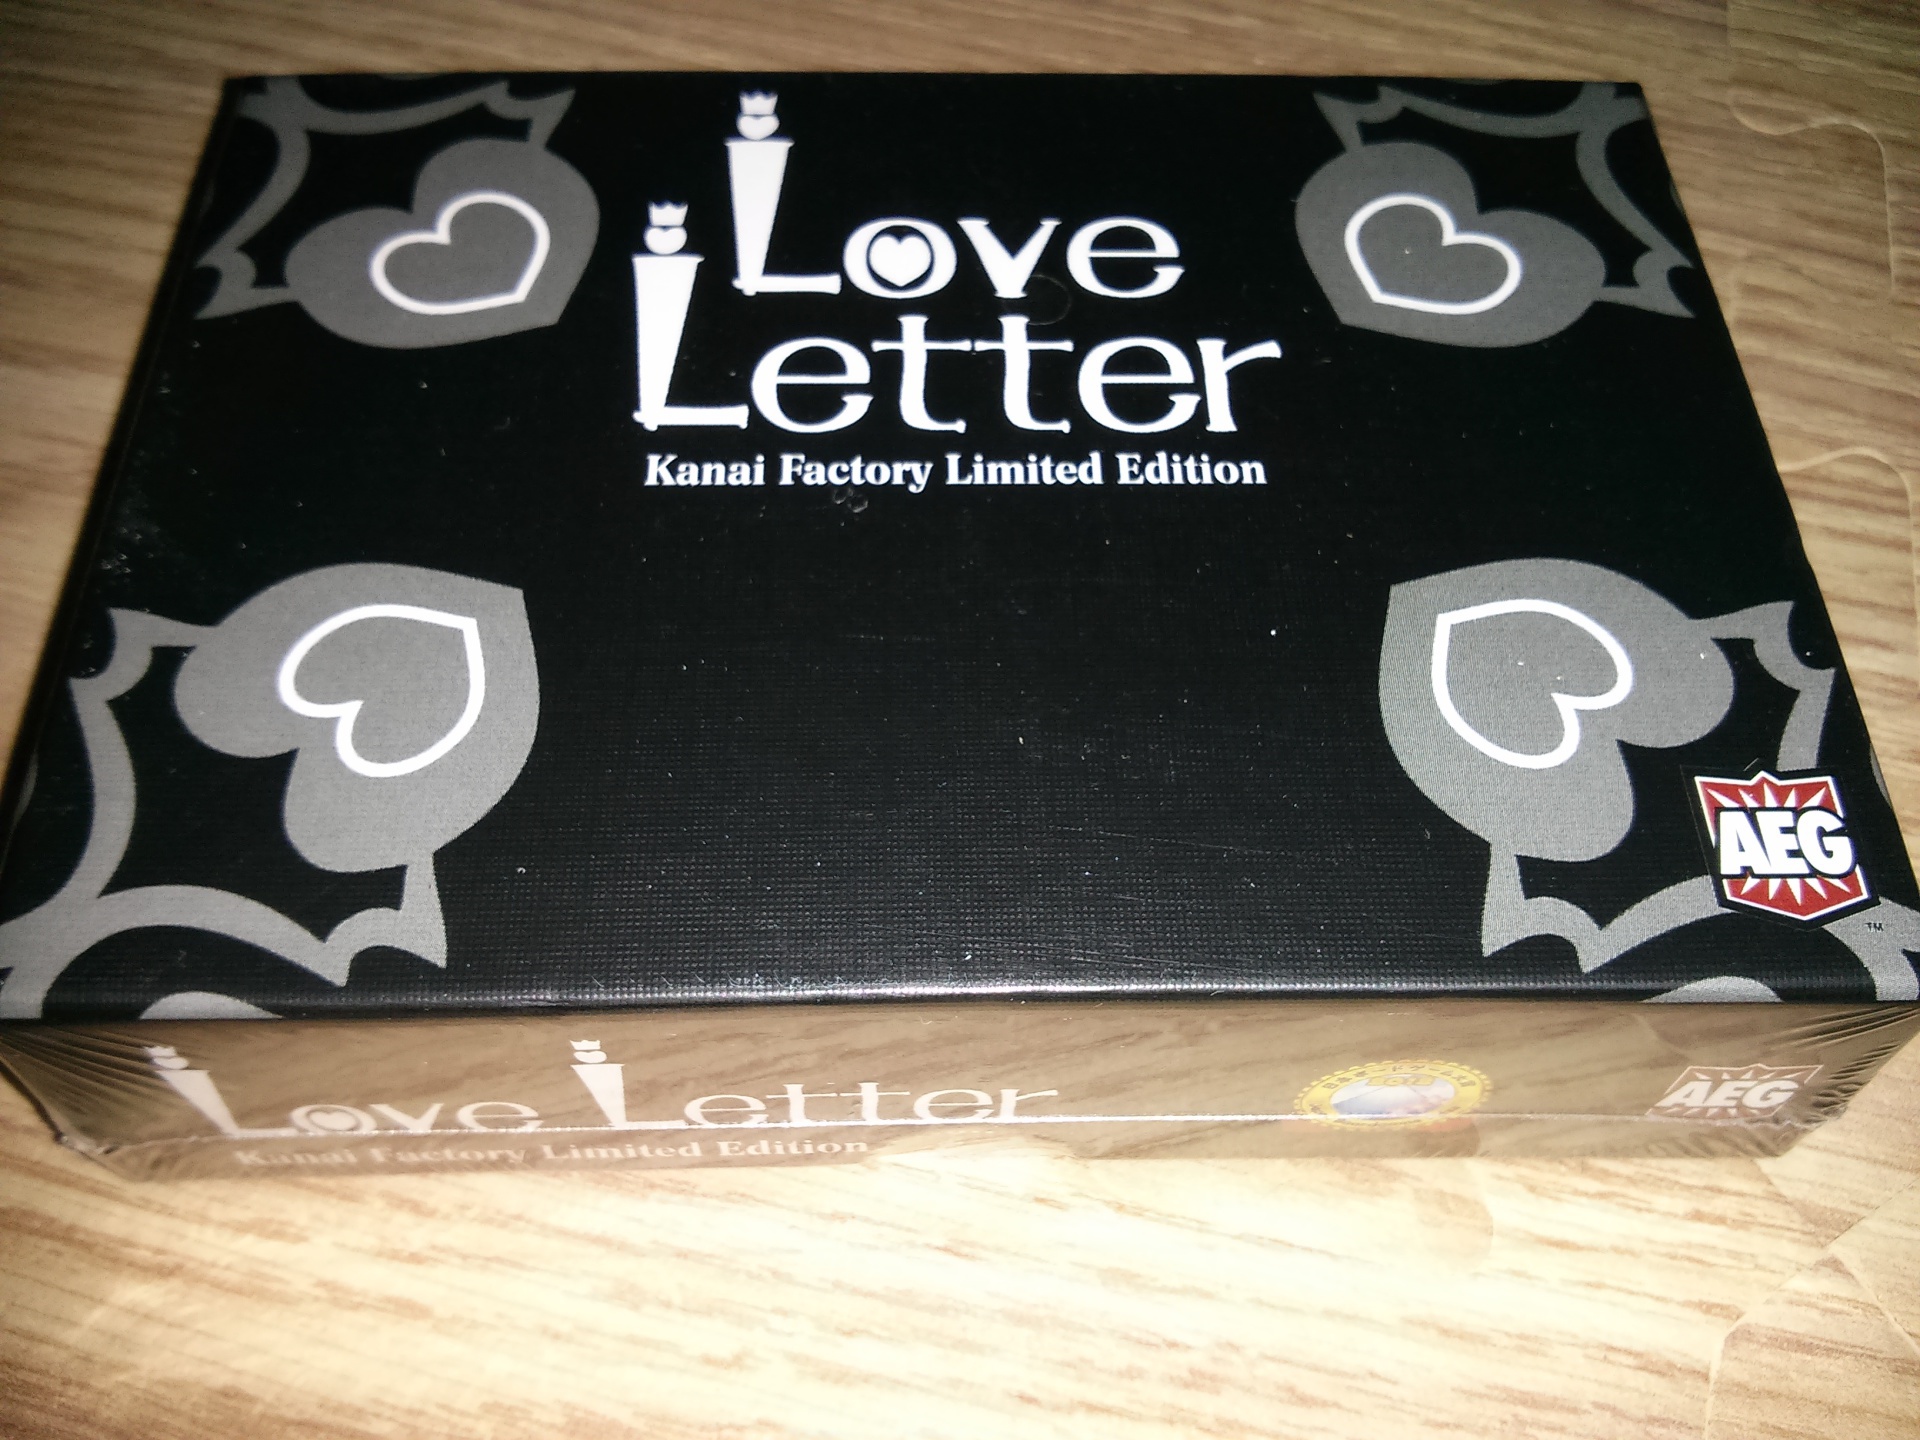 Love
Letter
Kanai Factory Limited Edition
AEG
TM
Love Letter
Kanai Factory Limited Edition
AEG